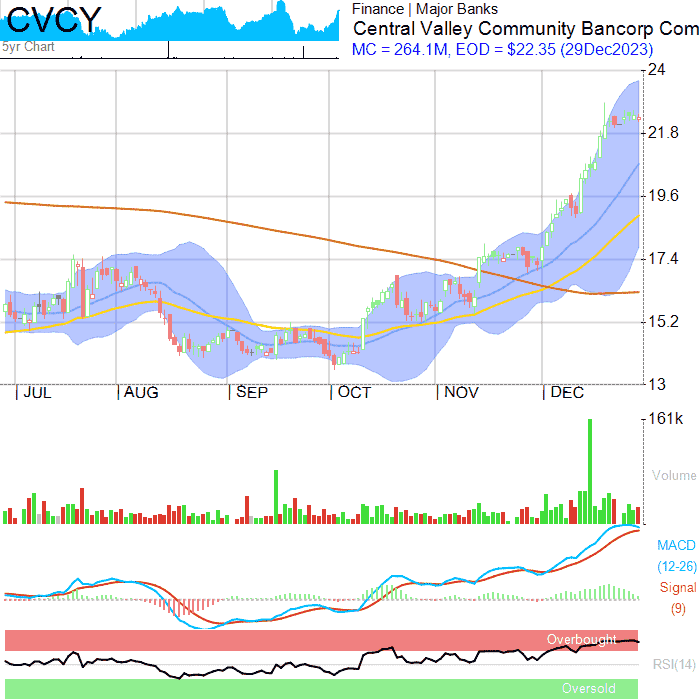 CVCY
5yr Chart
Finance | Major Banks
Central Valley Community Bancorp Com
MC = 264.1M, EOD = $22.35 (29Dec2023)
24
21.8
19.6
17.4
15.2
13
JUL AUG SEP OCT NOV DEC
161k
Volume
MACD
(12-26)
Signal
(9)
Overbought
RSI(14)
Oversold